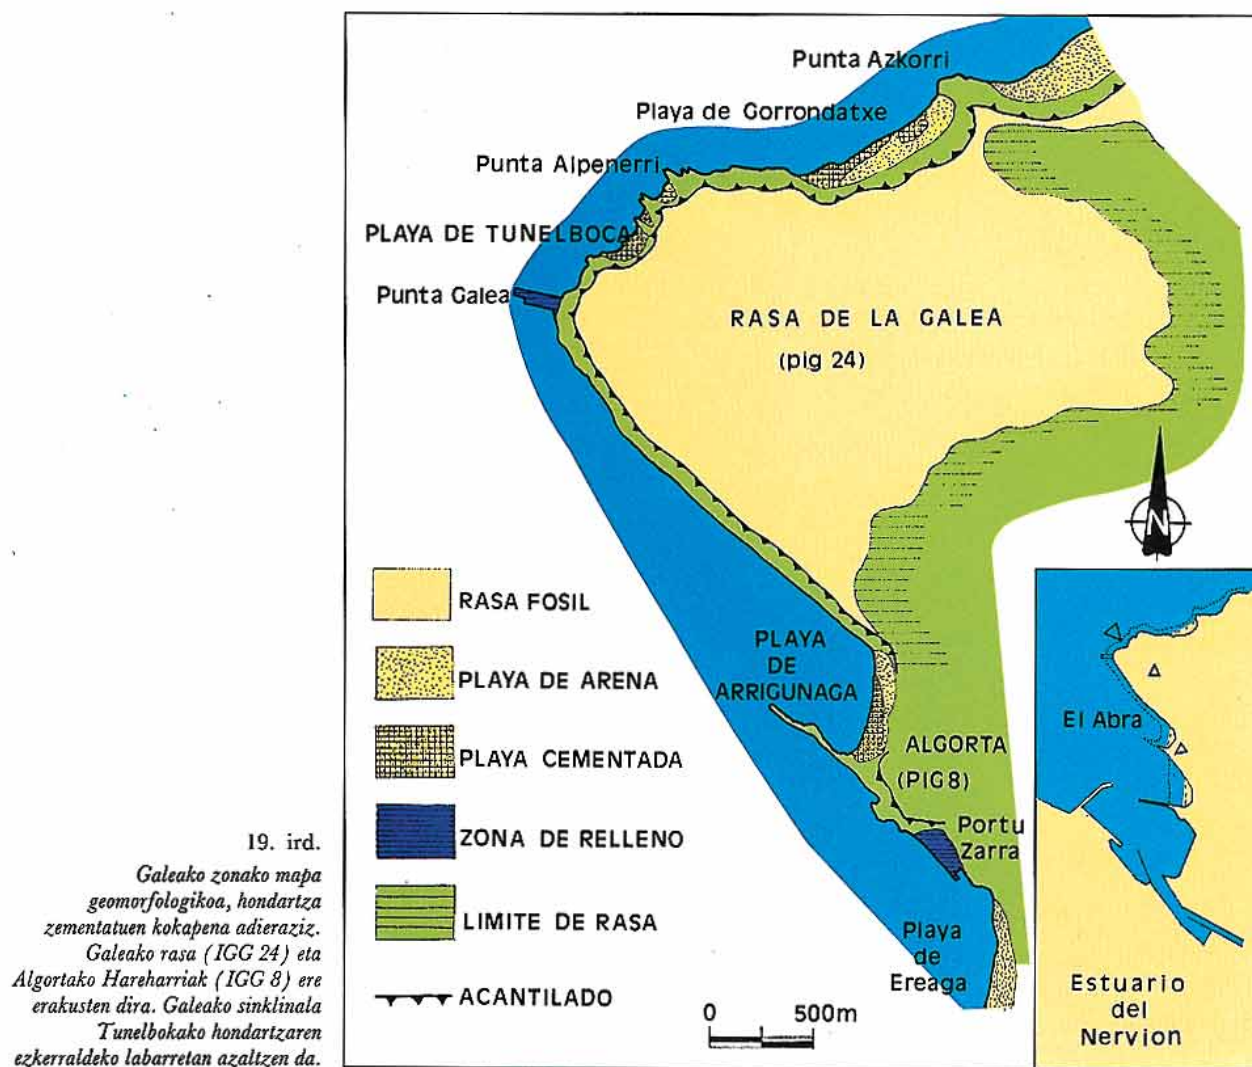 Punta Azkorri
Playa de Gorrondatxe
Punta Alpenerri
PLAYA DE TUNELBOCA
Punta Galea
RASA DE LA GALEA
(pig 24)
RASA FOSIL
PLAYA DE ARENA
PLAYA CEMENTADA
ZONA DE RELLENO
LIMITE DE RASA
ACANTILADO
PLAYA
DE
ARRIGUNAGA
ALGORTA
(PIG 8)
Portu
Zarra
Playa
de
Ereaga
0 500m
N
El Abra
Estuario
del
Nervion
19. ird.
Galeako zonako mapa
geomorfologikoa, hondartza
zementatuen kokapena adieraziz.
Galeako rasa (IGG 24) eta
Algortako Hareharriak (IGG 8) ere
erakusten dira. Galeako sinklinala
Tunelbokako hondartzaren
ezkerraldeko labarretan azaltzen da.